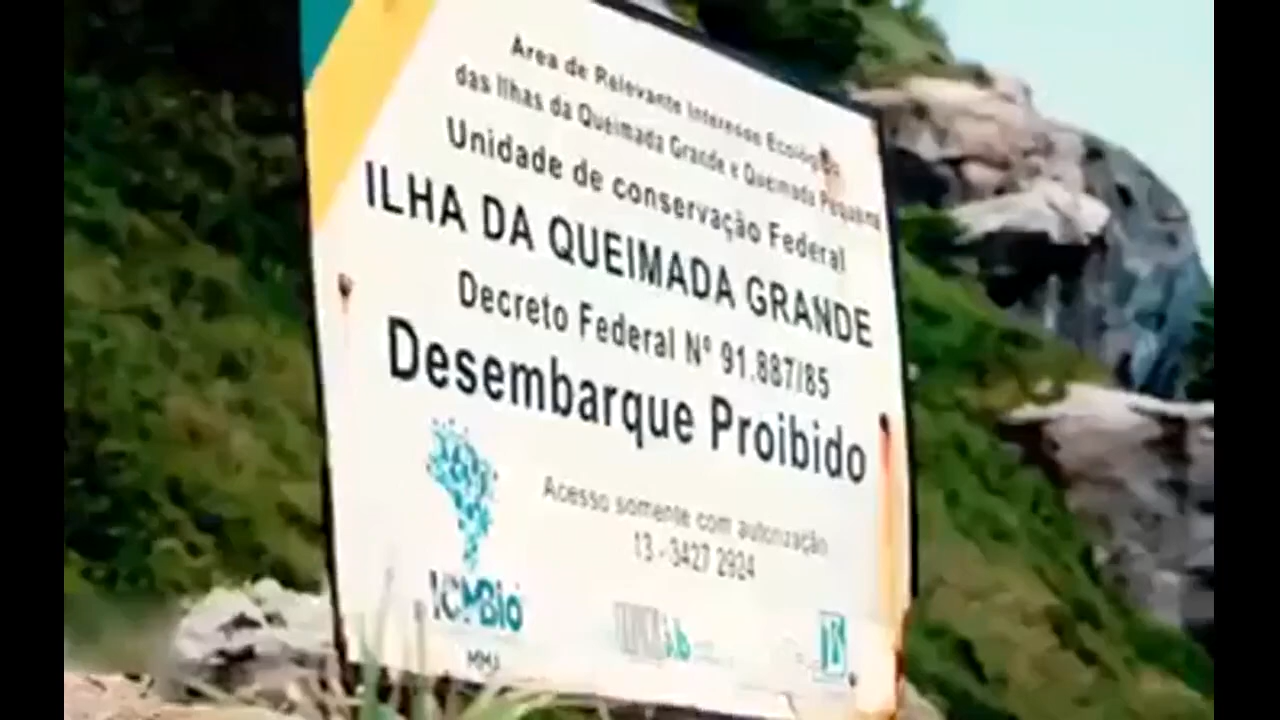 Área de Relevante Interesse Ecológica
das Ilhas da Queimada Grande e Queimada Pequena
Unidade de conservação Federal
ILHA DA QUEIMADA GRANDE
Decreto Federal Nº 91.887/85
Desembarque Proibido
Acesso somente com autorização
13 - 3427 2924
ICMBio
MMA